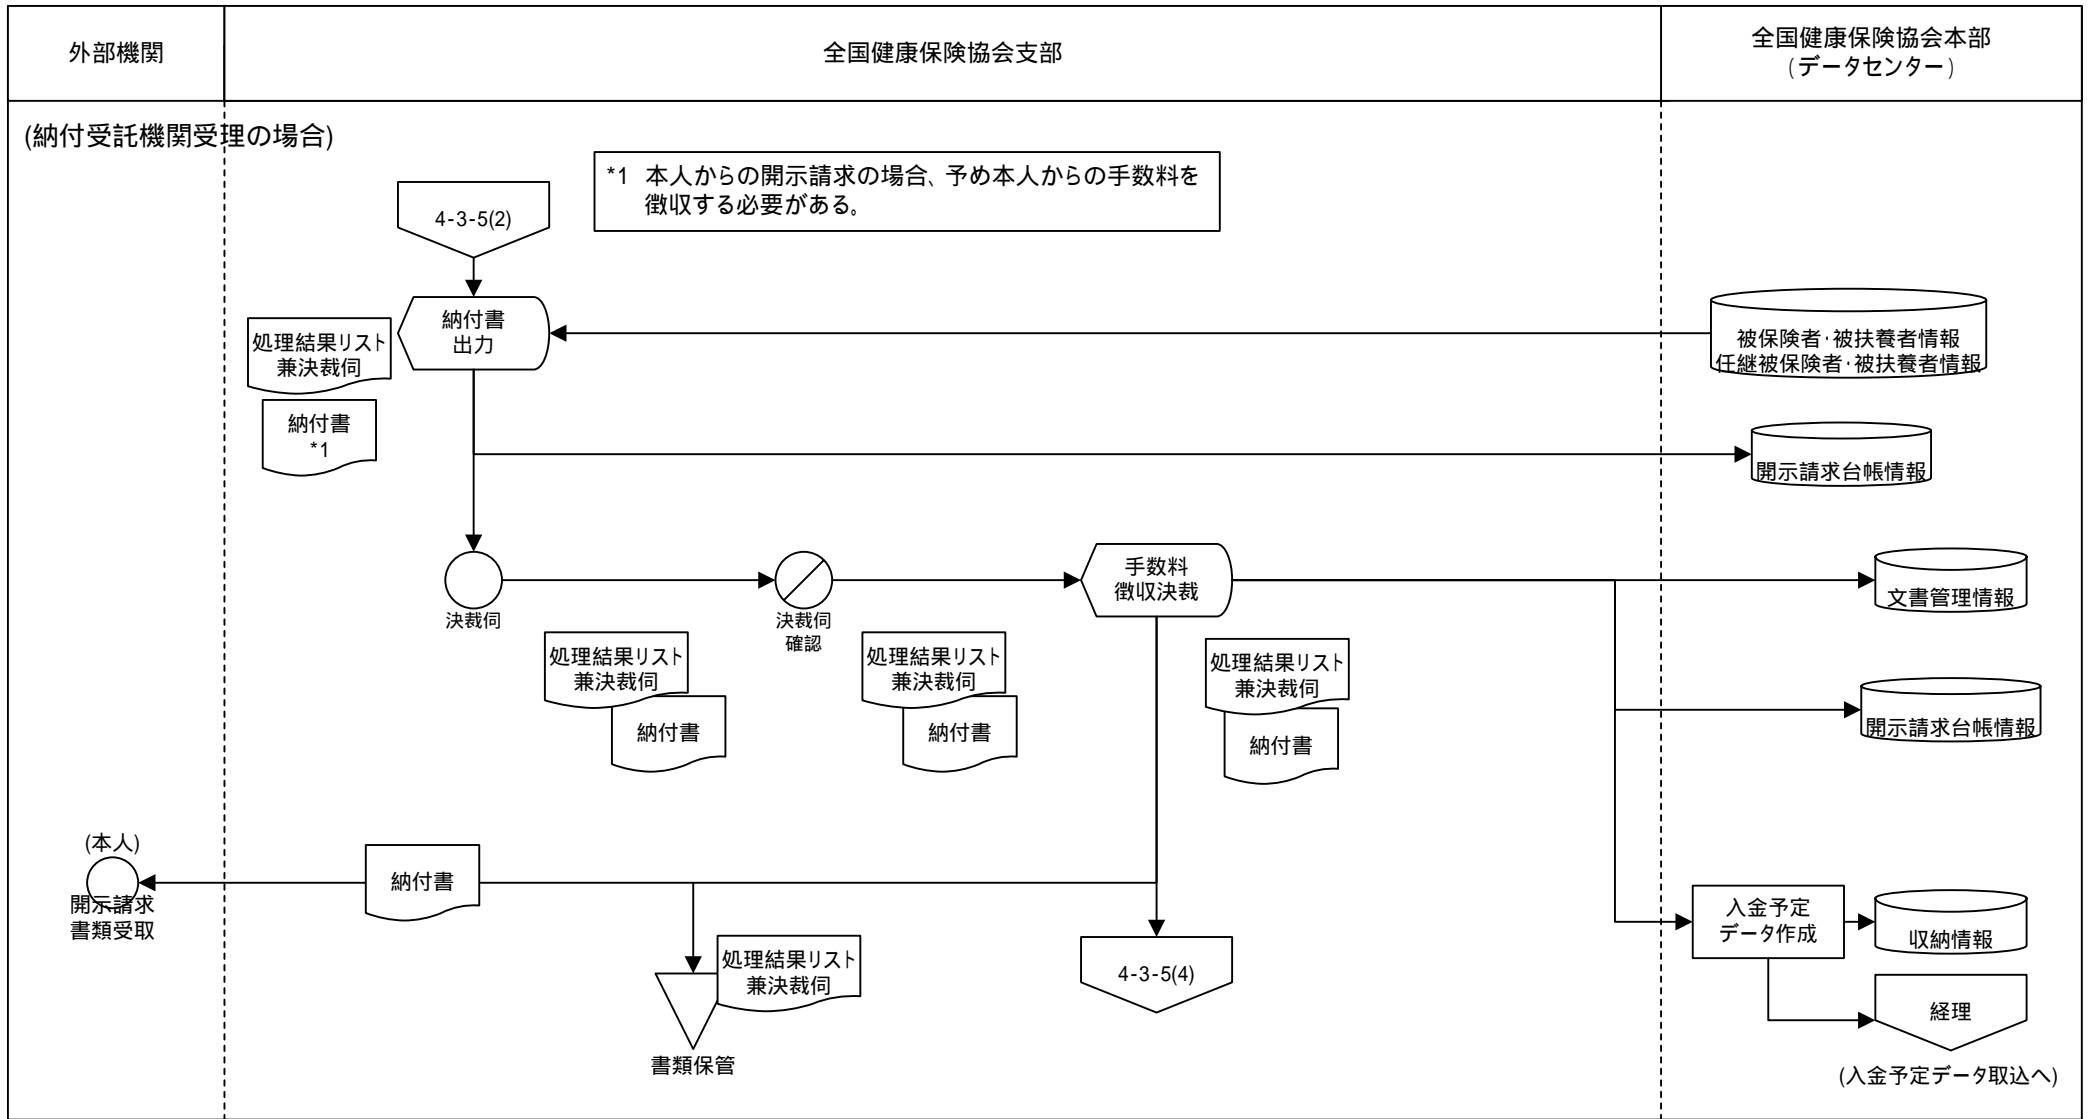 外部機関
全国健康保険協会支部
全国健康保険協会本部
(データセンター)
(納付受託機関受理の場合)
*1 本人からの開示請求の場合、予め本人からの手数料を
徴収する必要がある。
4-3-5(2)
納付書
出力
処理結果リスト
兼決裁伺
納付書
*1
被保険者・被扶養者情報
任継被保険者・被扶養者情報
開示請求台帳情報
決裁伺
決裁伺
確認
手数料
徴収決裁
文書管理情報
処理結果リスト
兼決裁伺
納付書
処理結果リスト
兼決裁伺
納付書
処理結果リスト
兼決裁伺
納付書
開示請求台帳情報
(本人)
開示請求
書類受取
納付書
処理結果リスト
兼決裁伺
書類保管
4-3-5(4)
入金予定
データ作成
収納情報
経理
(入金予定データ取込へ)